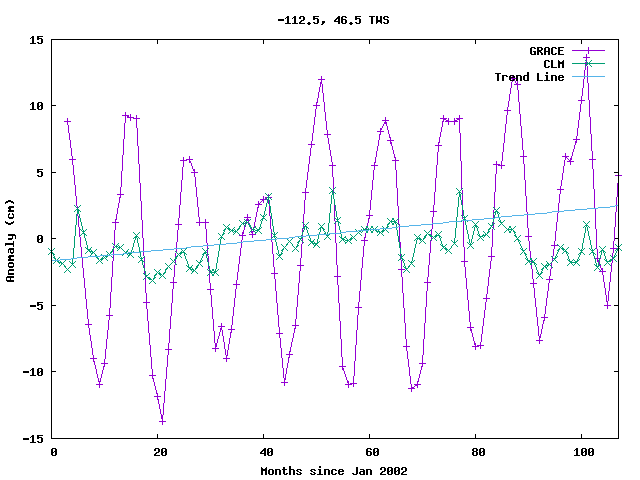 -112.5, 46.5 TWS
GRACE
CLM
Trend Line
15
10
5
0
-5
-10
-15
Anomaly (cm)
0 20 40 60 80 100
Months since Jan 2002